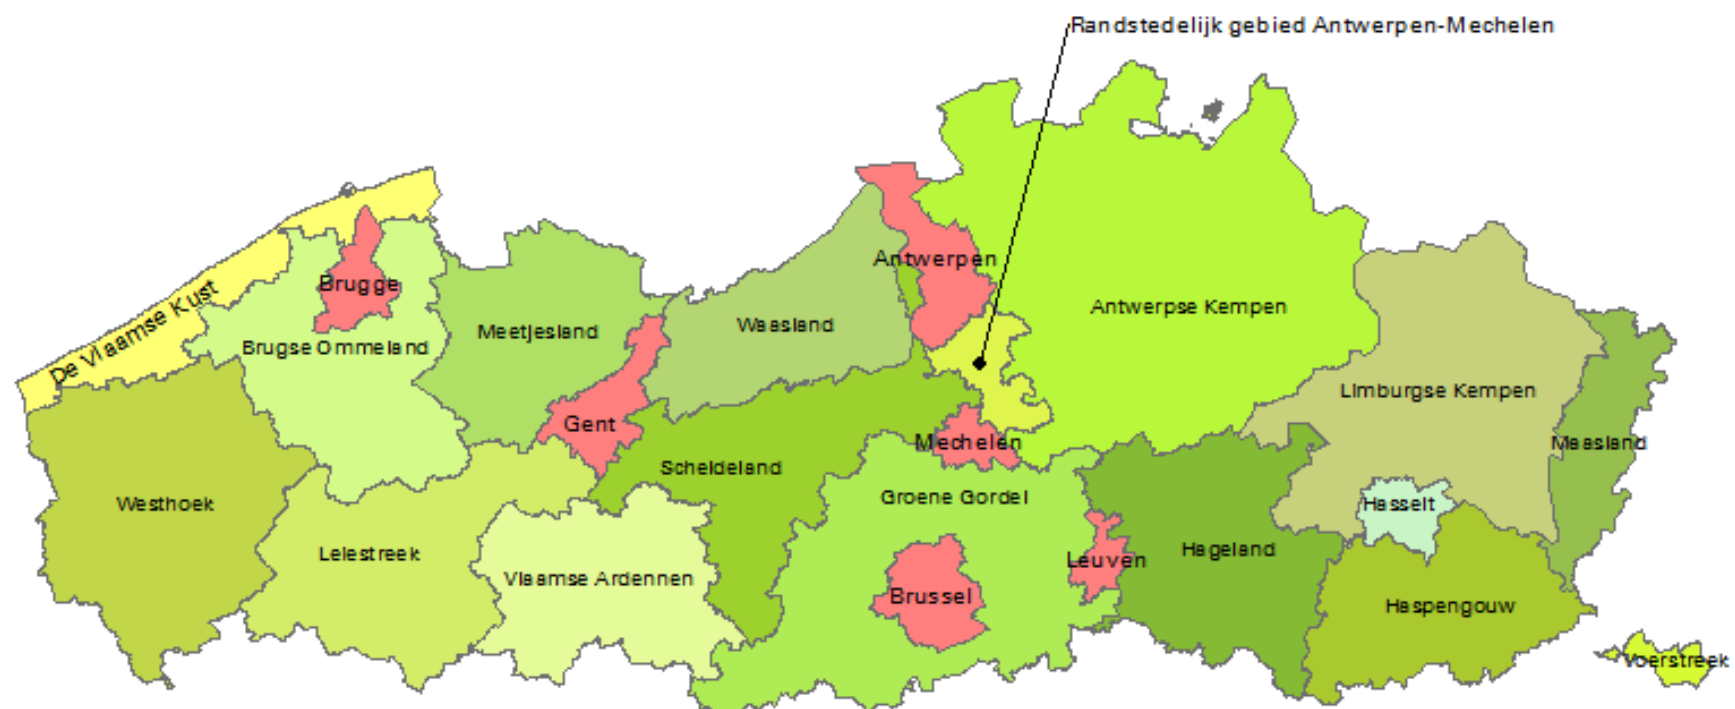 Randstedelijk gebied Antwerpen-Mechelen
Antwerpen
Brugge
De Vlaamse Kust
Antwerpse Kempen
Waasland
Meetjesland
Brugse Ommeland
Limburgse Kempen
Gent
Mechelen
Maasland
Scheldeland
Groene Gordel
Westhoek
Hasselt
Leiestreek
Hageland
Leuven
Vlaamse Ardennen
Brussel
Haspengouw
Voerstreek